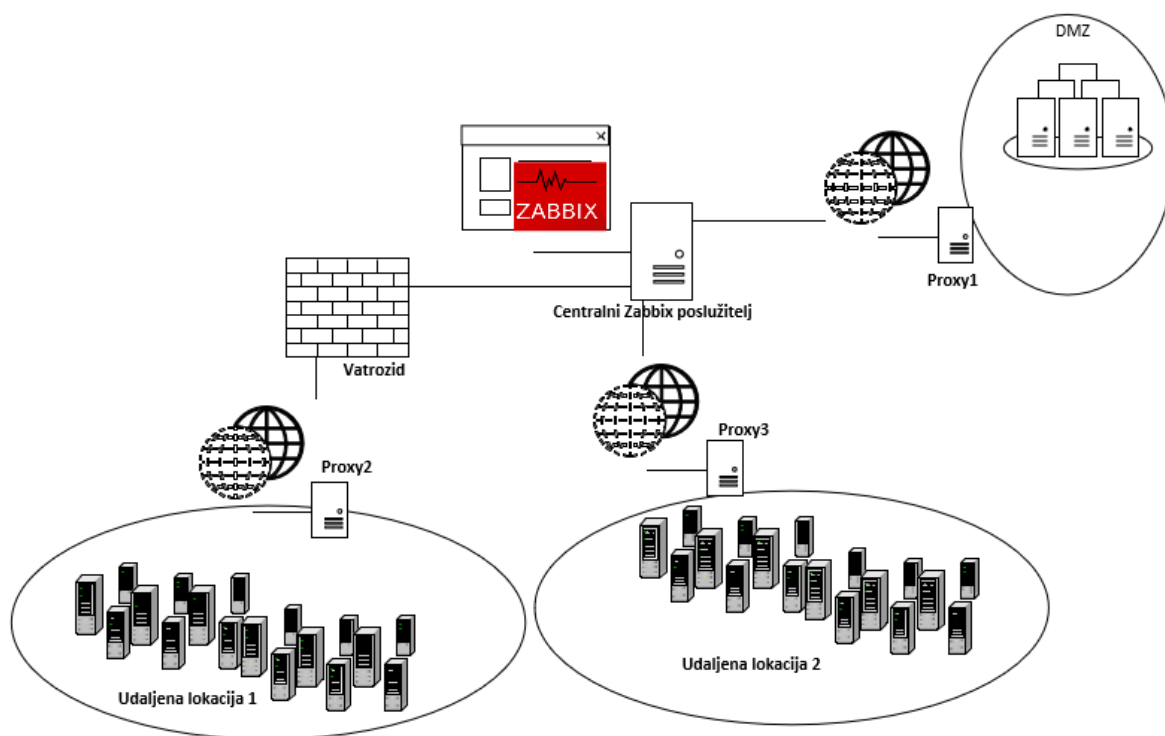 DMZ
ZABBIX
Proxy1
Centralni Zabbix poslužitelj
Vatrozid
Proxy3
Proxy2
Udaljena lokacija 2
Udaljena lokacija 1